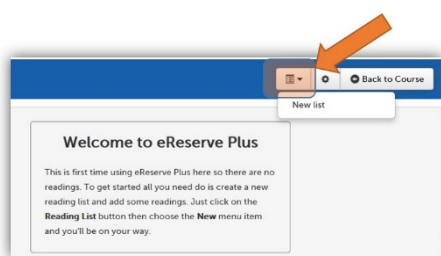 Back to Course
New list
Welcome to eReserve Plus
This is first time using eReserve Plus here so there are no
readings. To get started all you need do is create a new
reading list and add some readings. Just click on the
Reading List button then choose the New menu item
and you'll be on your way.